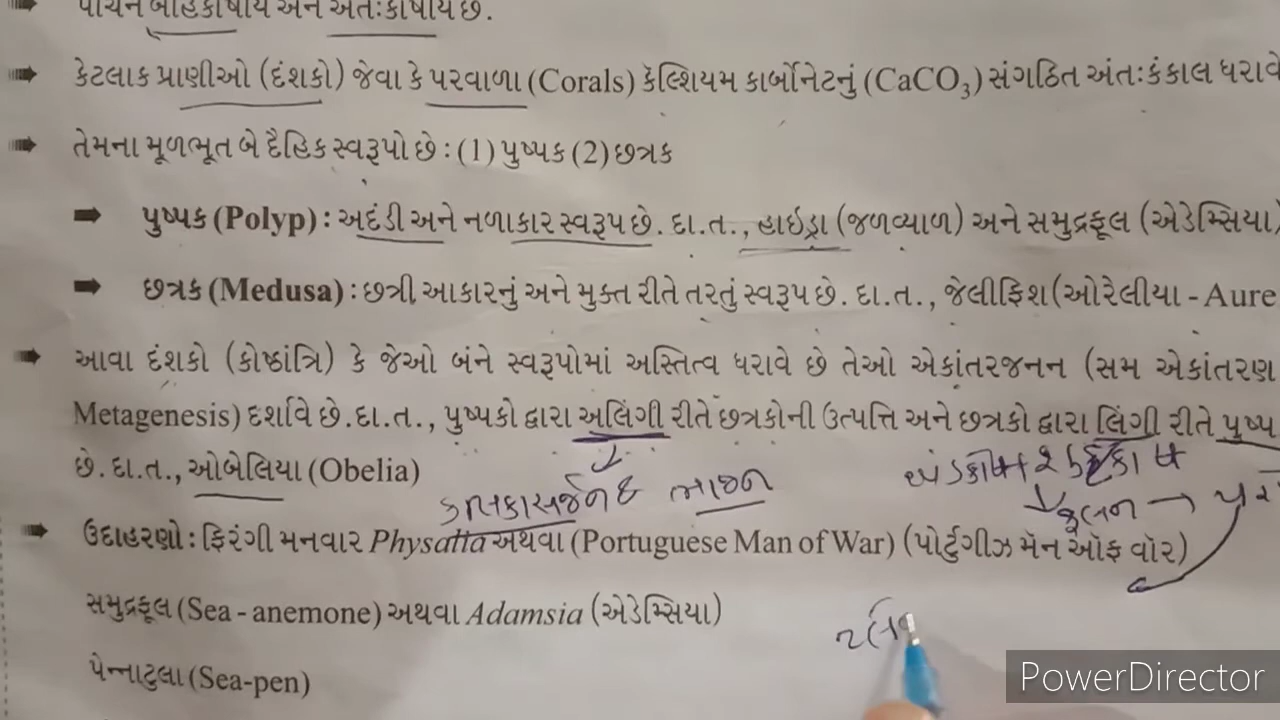 પાચન બાહ્યકોષીય અને અંતઃકોષીય છે.
કેટલાક પ્રાણીઓ (દંશકો) જેવા કે પરવાળા (Corals) કૅલ્શિયમ કાર્બોનેટનું (CaCO₃) સંગઠિત અંતઃકંકાલ ધરાવે
તેમના મૂળભૂત બે દૈહિક સ્વરૂપો છે : (1) પુષ્પક (2) છત્રક
પુષ્પક (Polyp) : અદંડી અને નળાકાર સ્વરૂપ છે. દા.ત., હાઇડ્રા (જળવ્યાળ) અને સમુદ્રફૂલ (એડેમ્સિયા)
છત્રક (Medusa) : છત્રી આકારનું અને મુક્ત રીતે તરતું સ્વરૂપ છે. દા.ત., જેલીફિશ (ઓરેલીયા - Aure
આવા દંશકો (કોષ્ઠાંત્રિ) કે જેઓ બંને સ્વરૂપોમાં અસ્તિત્વ ધરાવે છે તેઓ એકાંતરજનન (સમ એકાંતરણ
Metagenesis) દર્શાવે છે. દા.ત., પુષ્પકો દ્વારા અલિંગી રીતે છત્રકોની ઉત્પત્તિ અને છત્રકો દ્વારા લિંગી રીતે પુષ્પ
છે. દા.ત., ઓબેલિયા (Obelia)
ભાજન
ફલન →
ઉદાહરણો : ફિરંગી મનવાર Physalia અથવા (Portuguese Man of War) (પોર્ટુગીઝ મૅન ઑફ વૉર)
સમુદ્રફૂલ (Sea - anemone) અથવા Adamsia (એડેમ્સિયા)
પેન્નાટુલા (Sea-pen)
PowerDirector